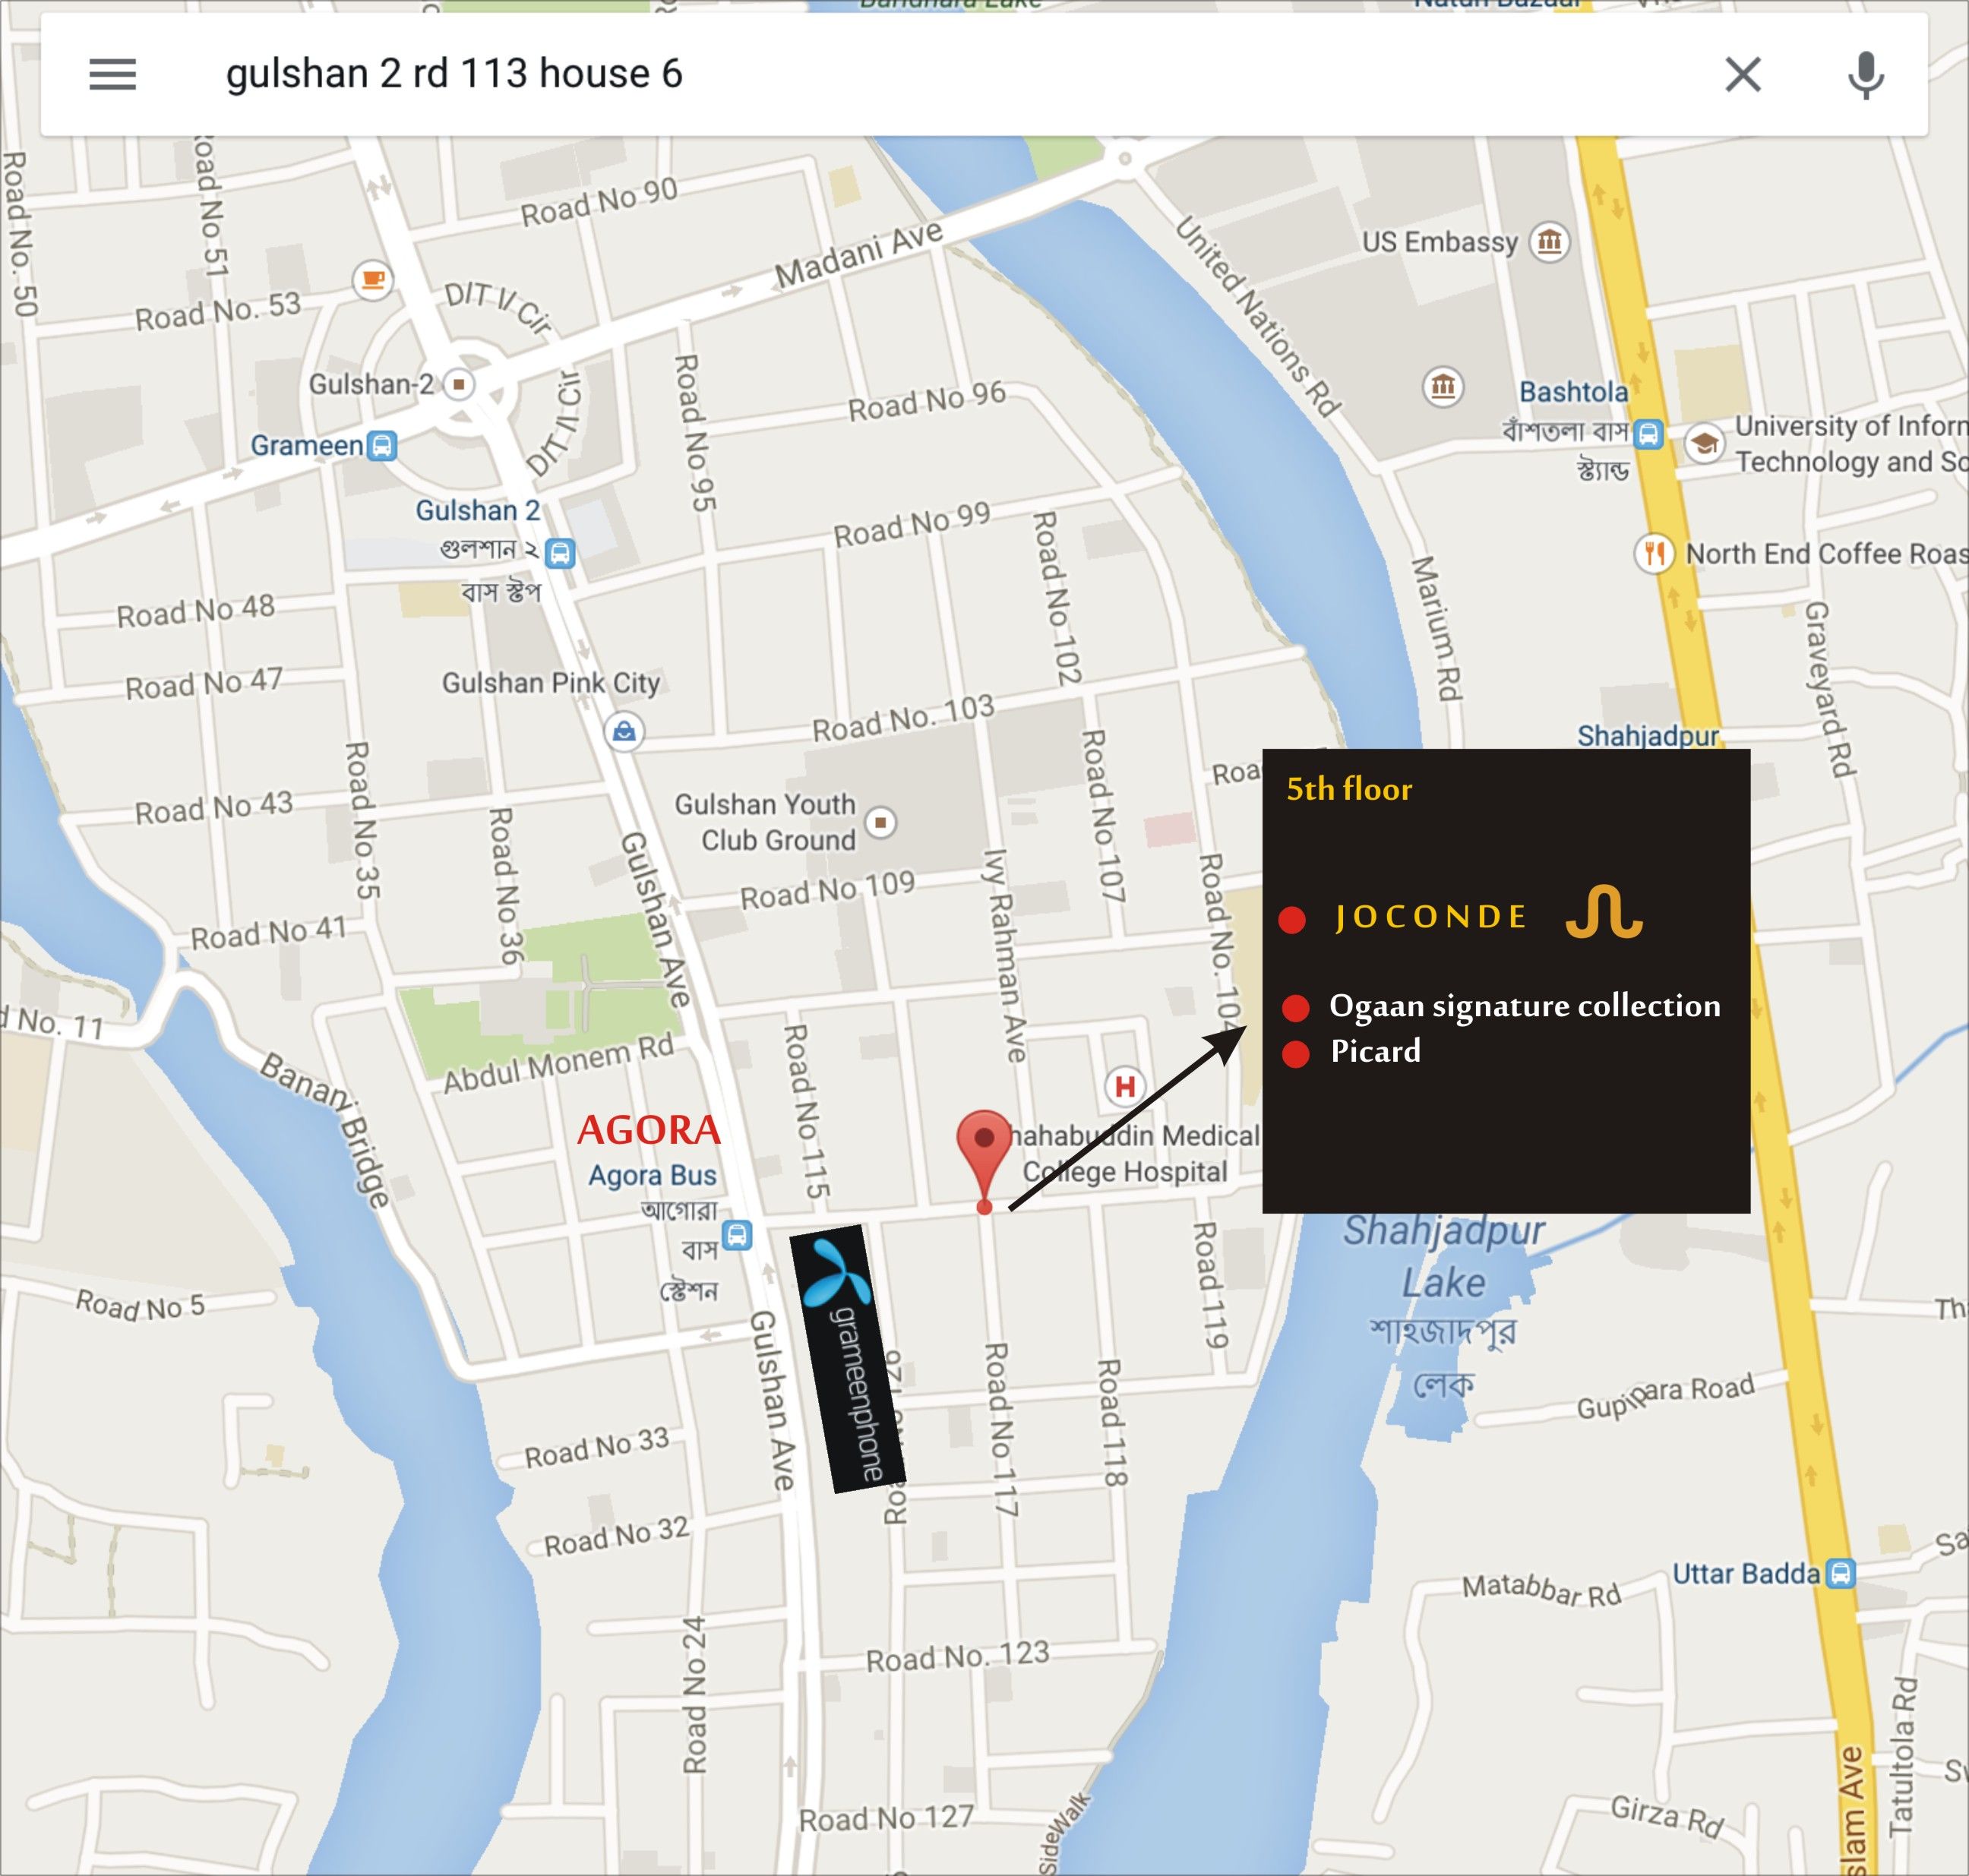 gulshan 2 rd 113 house 6
Road No. 50
Road No 51
Road No 90
Madani Ave
United Nations Rd
US Embassy
Road No. 53
DIT II Cir
DIT II Cir
Gulshan-2
Grameen
Road No 95
Road No 96
Bashtola
বাঁশতলা বাস
স্ট্যান্ড
University of Inforn
Technology and Sc
Gulshan 2
গুলশান ২
বাস স্টপ
Road No 99
Road No 102
North End Coffee Roas
Marium Rd
Graveyard Rd
Road No 48
Road No 47
Gulshan Pink City
Road No. 103
Road No 107
Shahjadpur
Road No 43
Road No 35
Road No 36
Gulshan Ave
Gulshan Youth
Club Ground
Road No 109
Ivy Rahman Ave
Road No. 104
5th floor
JOCONDE
Ogaan signature collection
Picard
Road No 41
d No. 11
Banani Bridge
Abdul Monem Rd
Road No 115
AGORA
Agora Bus
আগোরা
বাস
স্টেশন
hahabuddin Medical
College Hospital
grameenphone
Gulshan Ave
Road No 5
Road No 117
Road 118
Road 119
Shahjadpur
Lake
শাহজাদপুর
লেক
Gupipara Road
Road No 33
Road No 32
Road No 24
Road No. 123
Uttar Badda
Matabbar Rd
Road No 127
SideWalk
Girza Rd
Tatultola Rd
slam Ave